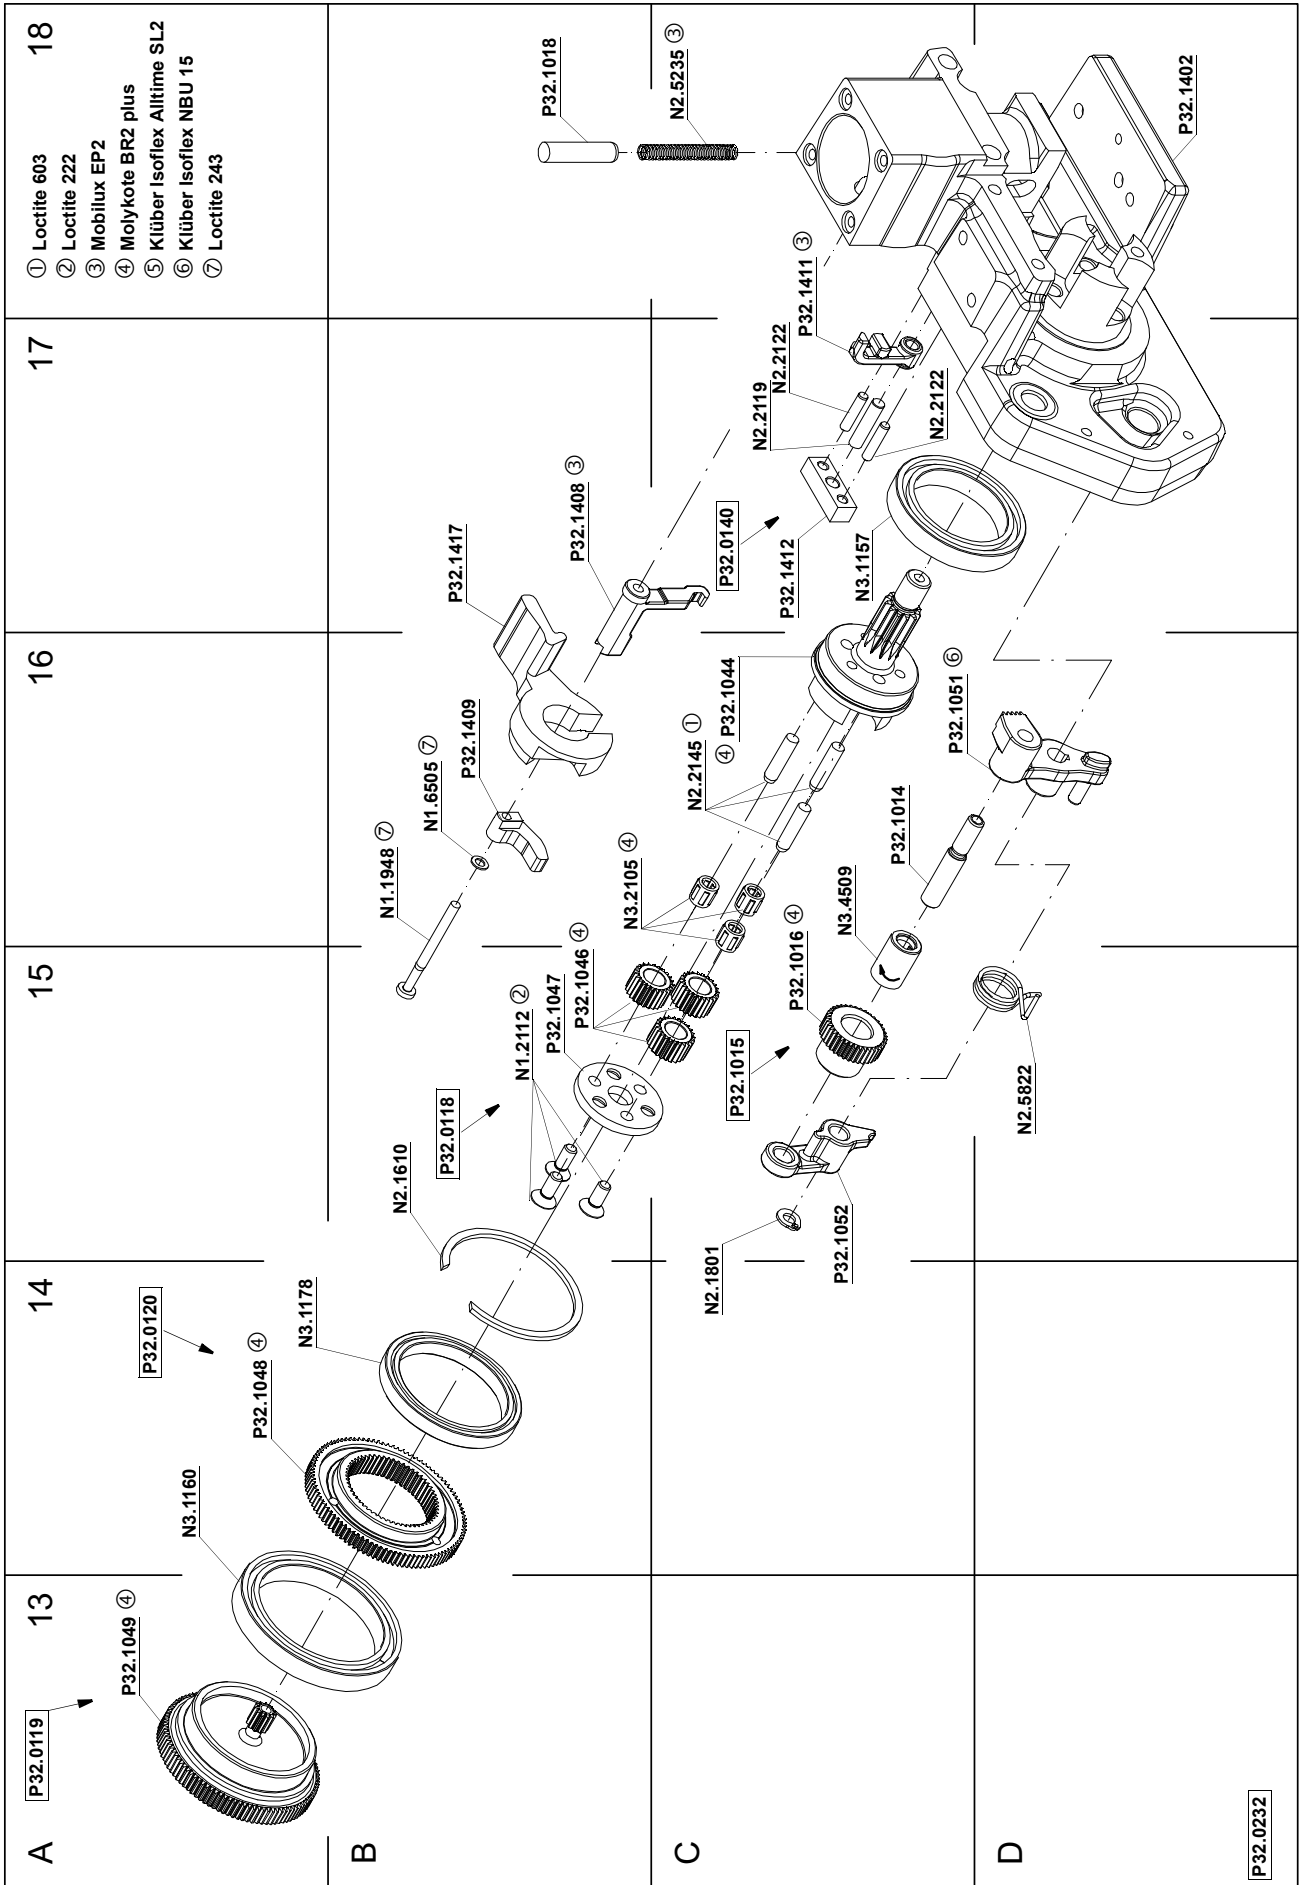 18
① Loctite 603
② Loctite 222
③ Mobilux EP2
④ Molykote BR2 plus
⑤ Klüber Isoflex Alltime SL2
⑥ Klüber Isoflex NBU 15
⑦ Loctite 243
17
16
15
14
13
A
B
C
D
P32.0119
P32.1049 ④
N3.1160
P32.1048 ④
P32.0120
N3.1178
N2.1610
P32.0118
N1.2112 ②
P32.1047
P32.1046 ④
N3.2105 ④
N2.2145 ①
④
P32.1044
N1.1948 ⑦
N1.6505 ⑦
P32.1409
P32.1417
P32.1408 ③
P32.0140
P32.1412
N3.1157
N2.2119
N2.2122
N2.2122
P32.1411 ③
P32.1018
N2.5235 ③
P32.1402
N2.1801
P32.1052
P32.1015
P32.1016 ④
N3.4509
P32.1014
P32.1051 ⑥
N2.5822
P32.0232